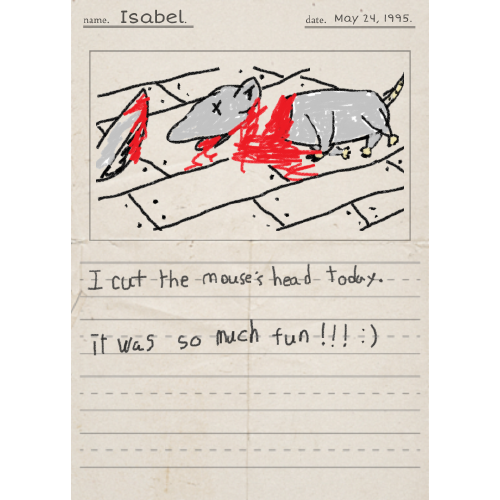 name. Isabel. date. May 24, 1995.
I cut the mouse's head today.
it was so much fun !!! :)